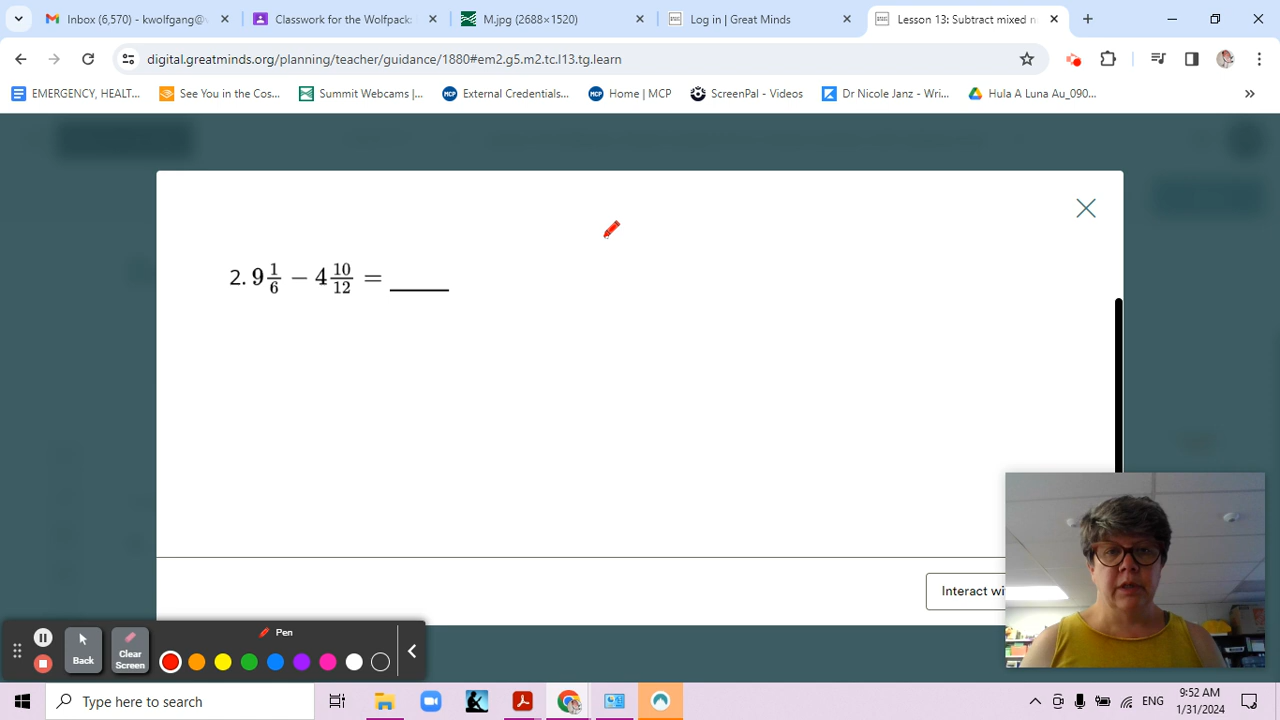 Inbox (6,570) - kwolfgang@
Classwork for the Wolfpack:
M.jpg (2688×1520)
Log in | Great Minds
Lesson 13: Subtract mixed n
digital.greatminds.org/planning/teacher/guidance/1880#em2.g5.m2.tc.l13.tg.learn
EMERGENCY, HEALT...
See You in the Cos...
Summit Webcams |...
External Credentials...
Home | MCP
ScreenPal - Videos
Dr Nicole Janz - Wri...
Hula A Luna Au_090...
2. 9 1/6 − 4 10/12 = _____
Interact wi
Pen
Back
Clear Screen
Type here to search
ENG
9:52 AM
1/31/2024